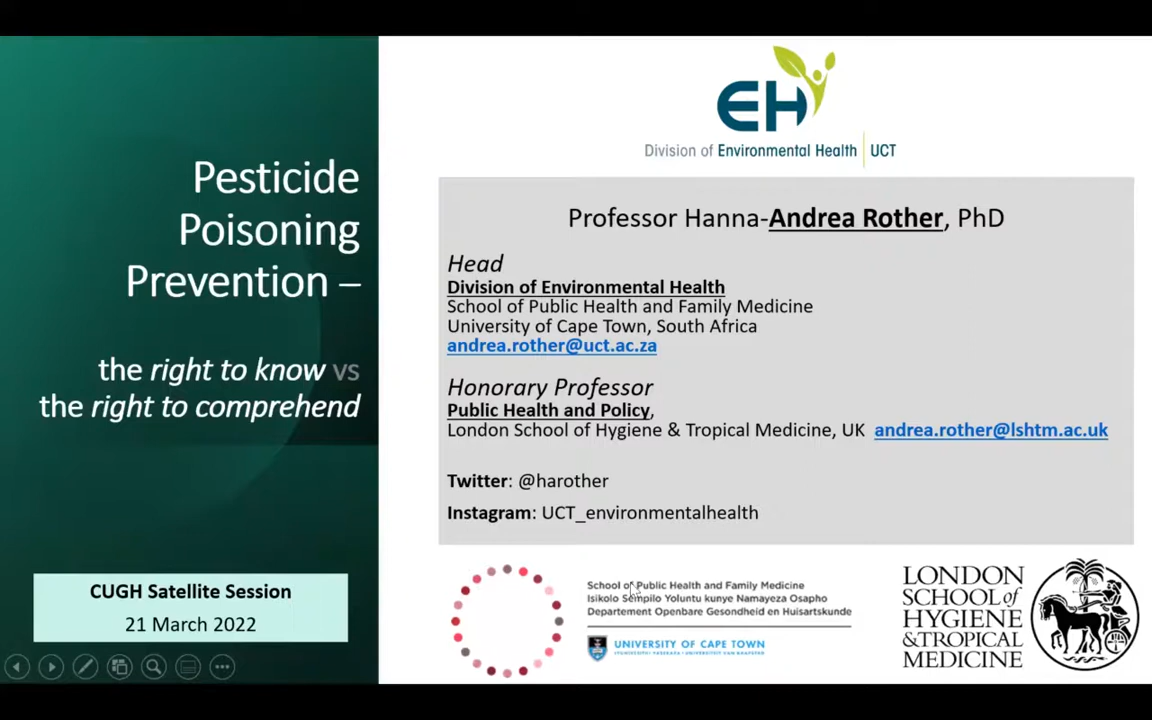 Pesticide
Poisoning
Prevention –
the right to know vs
the right to comprehend
CUGH Satellite Session
21 March 2022
EH
Division of Environmental Health | UCT
Professor Hanna-Andrea Rother, PhD
Head
Division of Environmental Health
School of Public Health and Family Medicine
University of Cape Town, South Africa
andrea.rother@uct.ac.za
Honorary Professor
Public Health and Policy,
London School of Hygiene & Tropical Medicine, UK andrea.rother@lshtm.ac.uk
Twitter: @harother
Instagram: UCT_environmentalhealth
School of Public Health and Family Medicine
Isikolo Sempilo Yoluntu kunye Namayeza Osapho
Departement Openbare Gesondheid en Huisartskunde
UNIVERSITY OF CAPE TOWN
LONDON
SCHOOL of
HYGIENE
&TROPICAL
MEDICINE